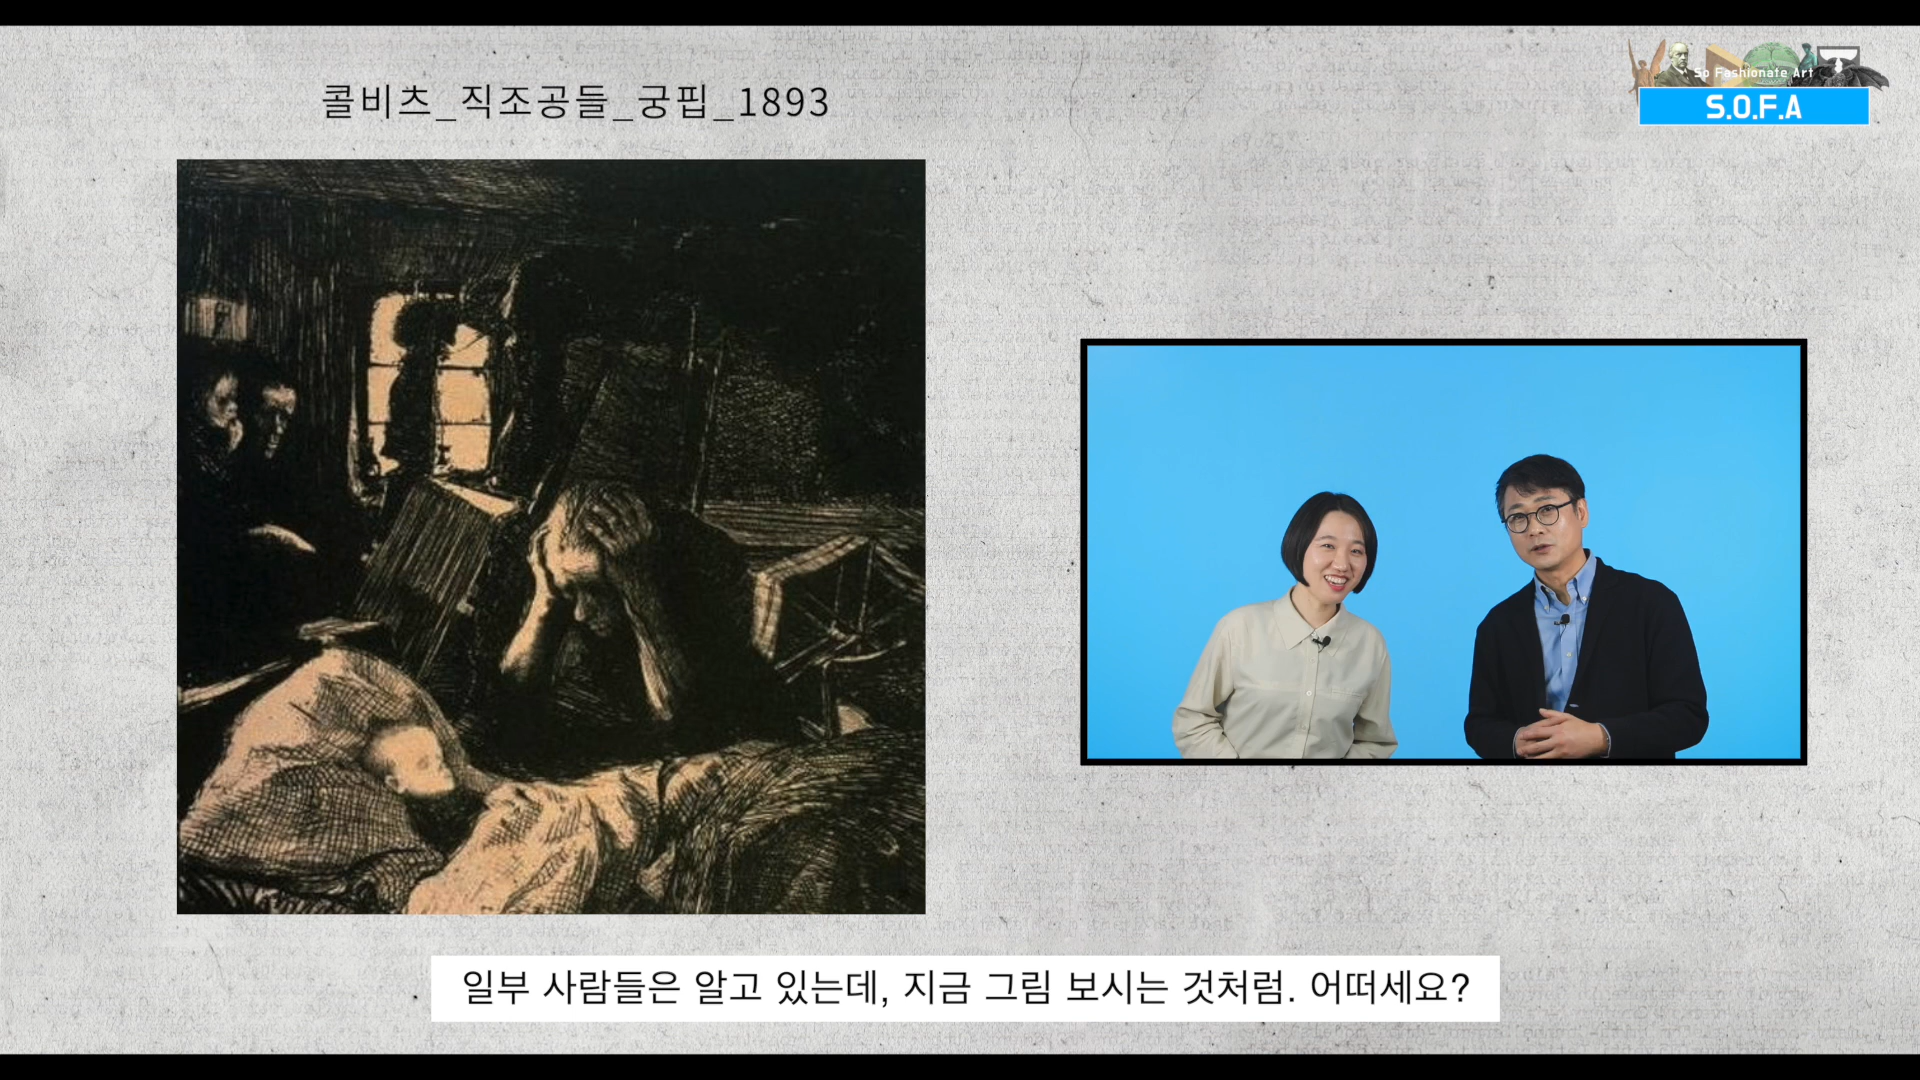 콜비츠_직조공들_궁핍_1893
So Fashionate Art
S.O.F.A
일부 사람들은 알고 있는데, 지금 그림 보시는 것처럼. 어떠세요?